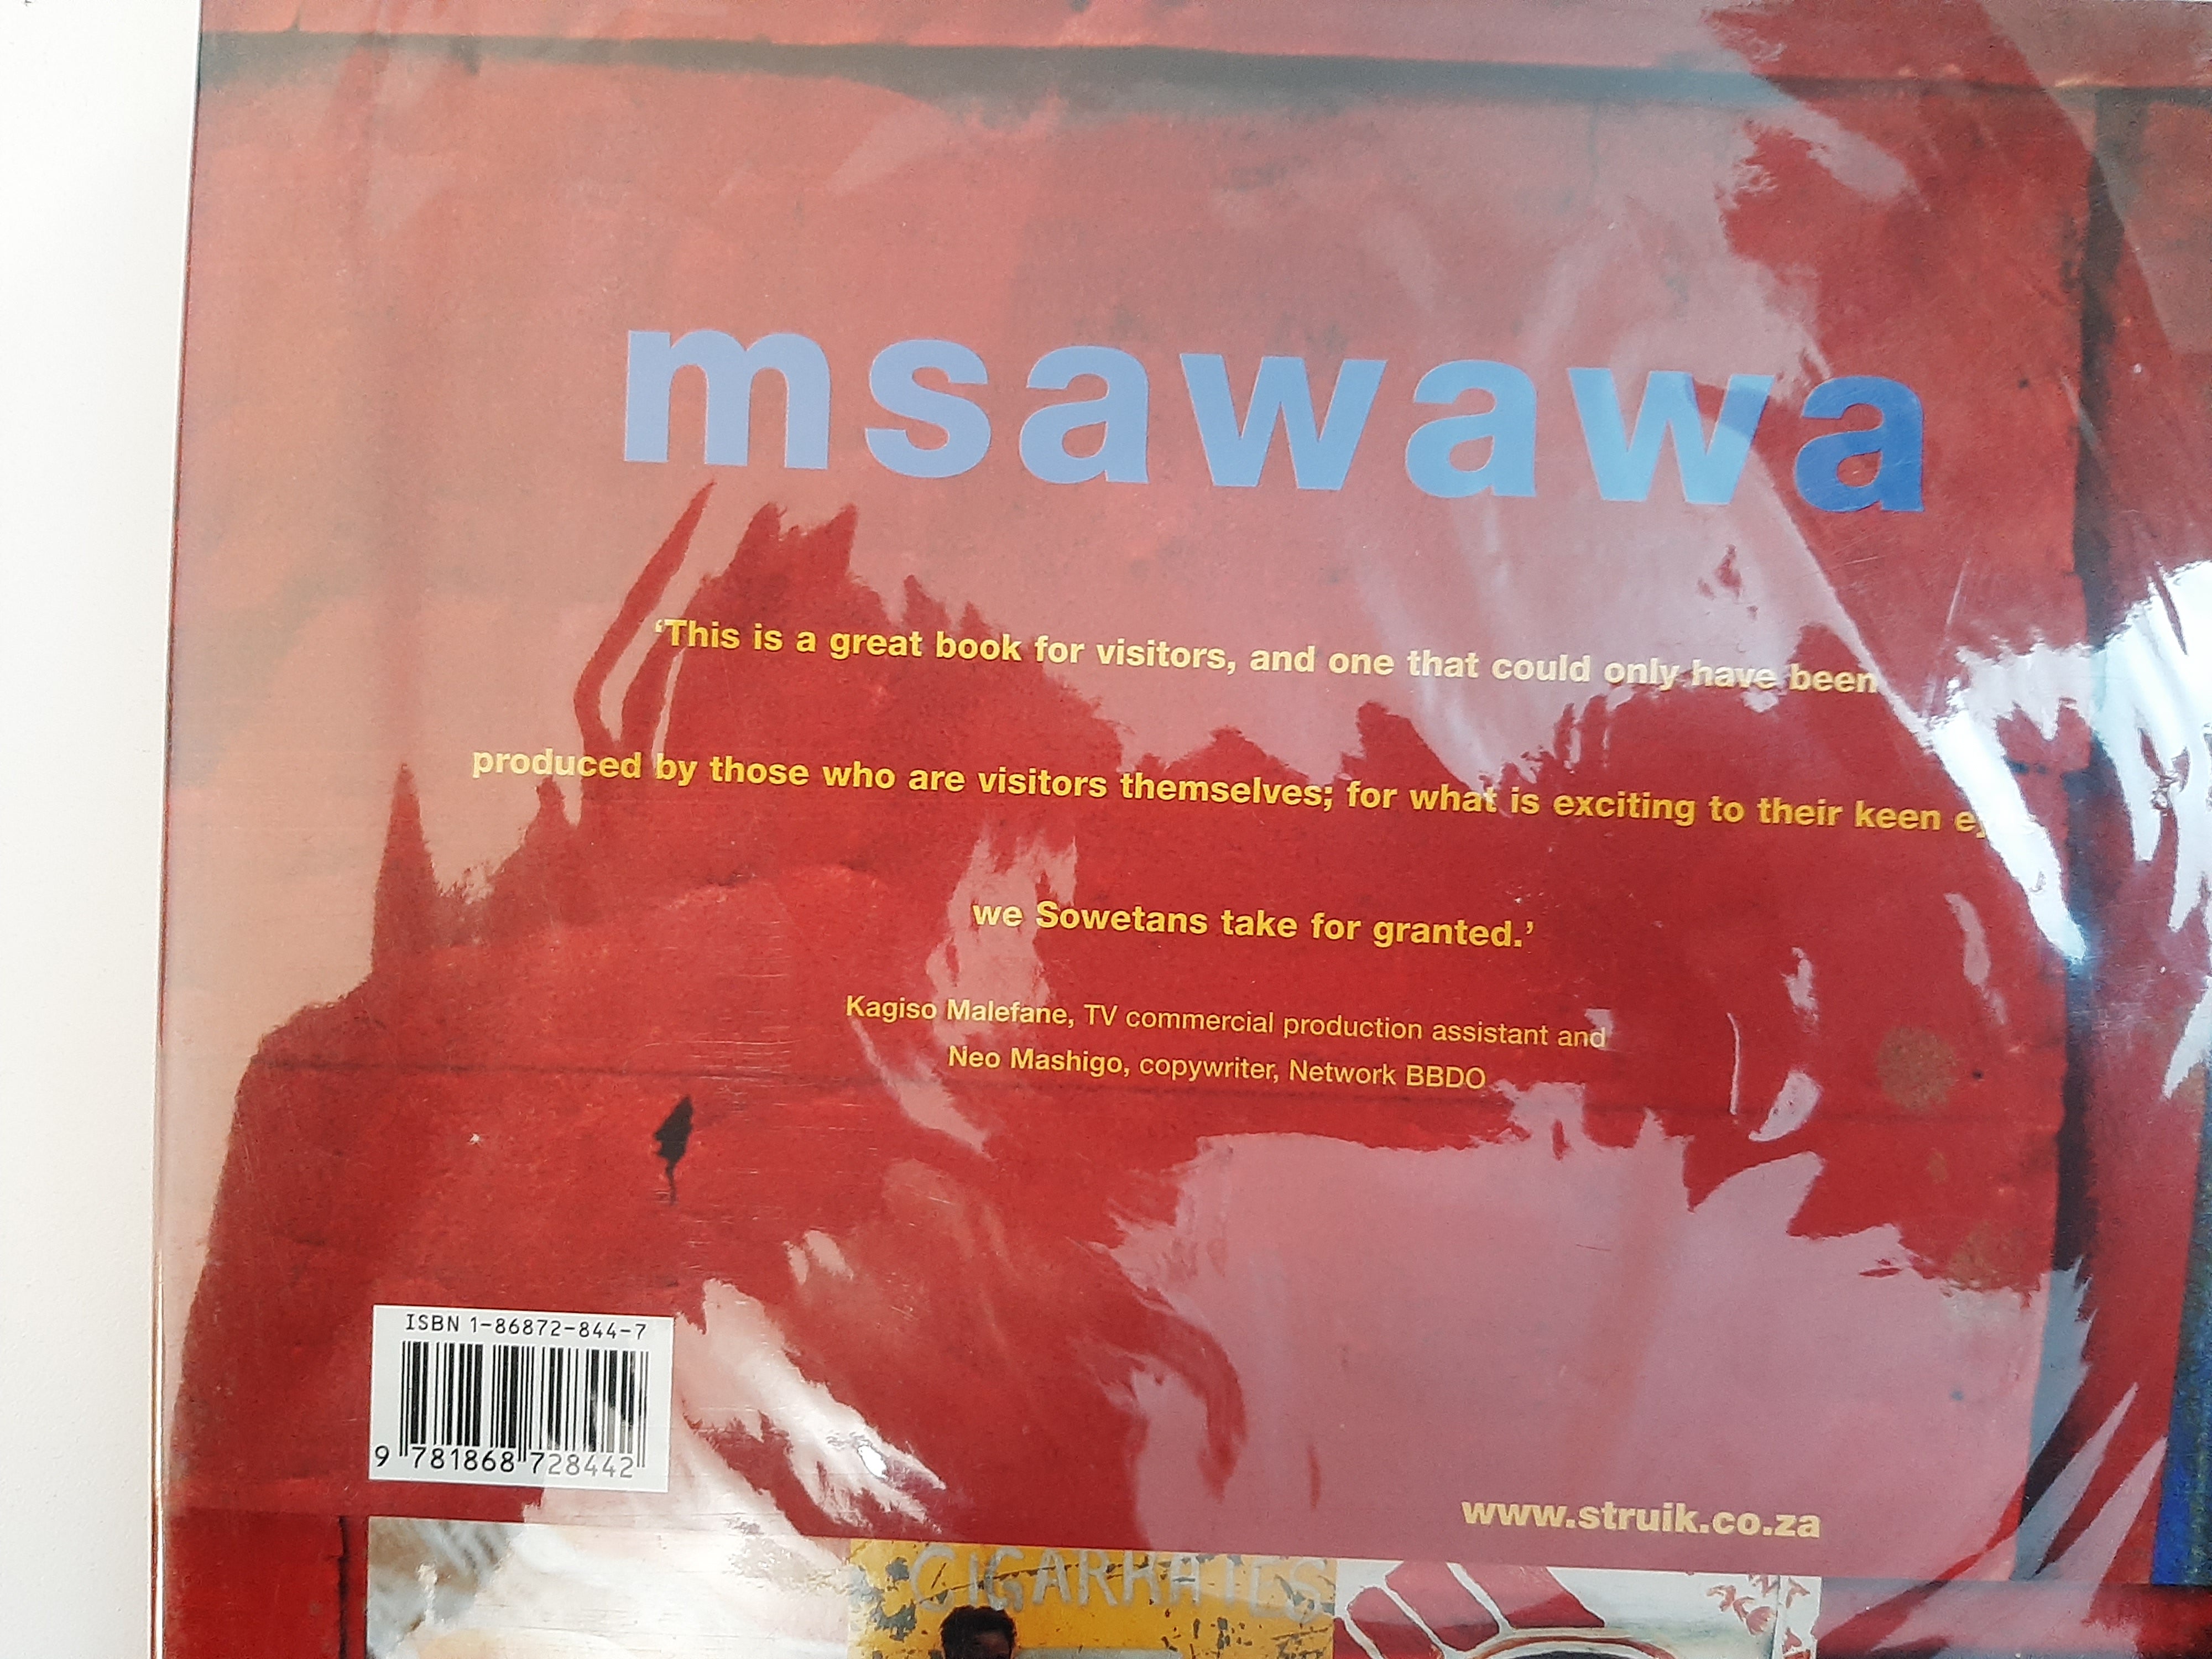 msawawa
‘This is a great book for visitors, and one that could only have been
produced by those who are visitors themselves; for what is exciting to their keen
we Sowetans take for granted.’
Kagiso Malefane, TV commercial production assistant and
Neo Mashigo, copywriter, Network BBDO
ISBN 1-86872-844-7
9 781868 728442
www.struik.co.za